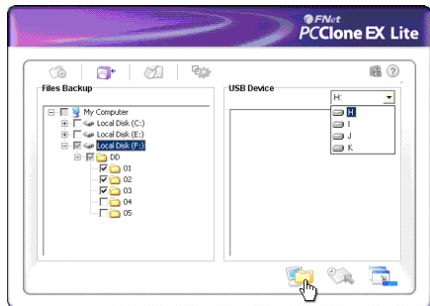 FNet
PCClone EX Lite
Files Backup
USB Device
H:
H
I
J
K
My Computer
Local Disk (C:)
Local Disk (E:)
Local Disk (F:)
DD
01
02
03
04
05